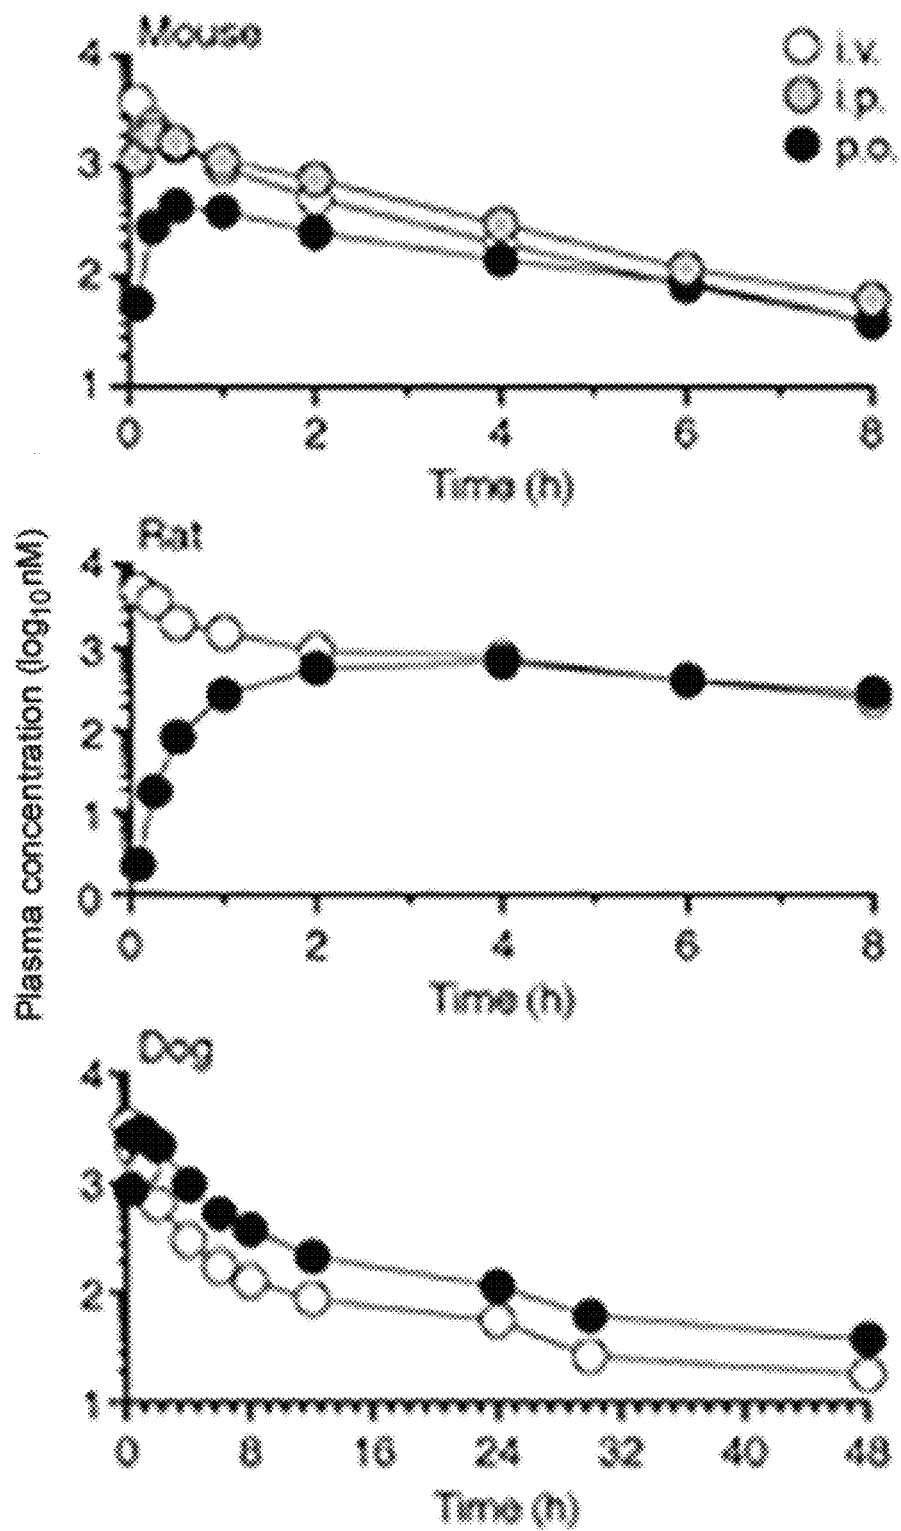 Mouse
i.v.
i.p.
p.o.
4
3
2
1
0 2 4 6 8
Time (h)
Plasma concentration (log10nM)
Rat
4
3
2
1
0
0 2 4 6 8
Time (h)
Dog
4
3
2
1
0 8 16 24 32 40 48
Time (h)